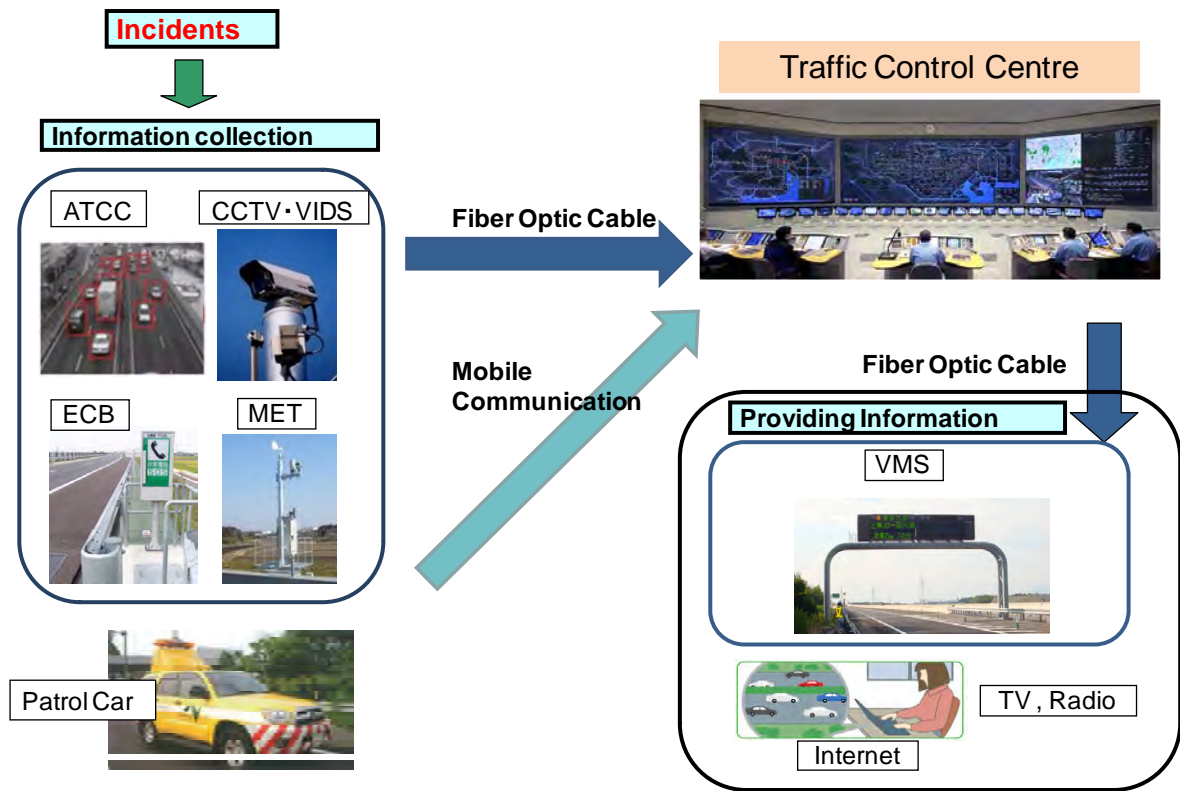 Incidents
Traffic Control Centre
Information collection
ATCC
CCTV・VIDS
Fiber Optic Cable
ECB
MET
Mobile
Communication
Fiber Optic Cable
Providing Information
VMS
Patrol Car
TV , Radio
Internet